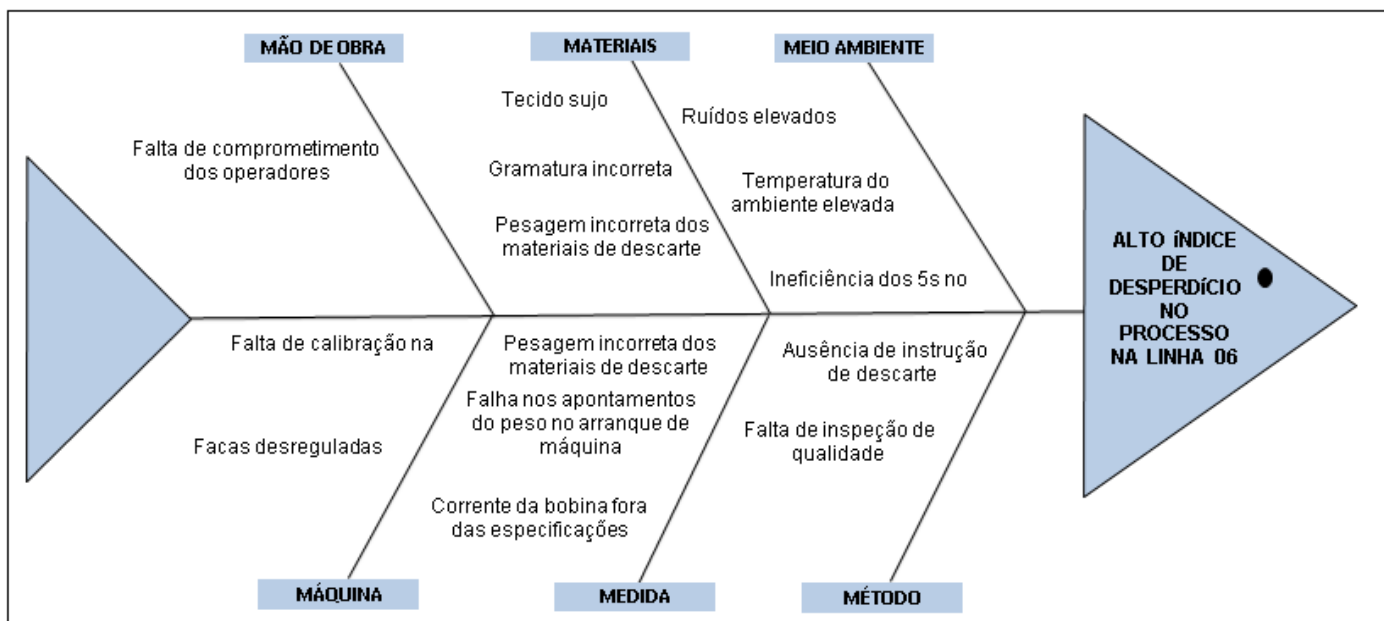 MÃO DE OBRA
MATERIAIS
MEIO AMBIENTE
Falta de comprometimento
dos operadores
Tecido sujo
Gramatura incorreta
Pesagem incorreta dos
materiais de descarte
Ruídos elevados
Temperatura do
ambiente elevada
Ineficiência dos 5s no
ALTO ÍNDICE
DE
DESPERDÍCIO
NO
PROCESSO
NA LINHA 06
Falta de calibração na
Facas desreguladas
Pesagem incorreta dos
materiais de descarte
Falha nos apontamentos
do peso no arranque de
máquina
Corrente da bobina fora
das especificações
Ausência de instrução
de descarte
Falta de inspeção de
qualidade
MÁQUINA
MEDIDA
MÉTODO